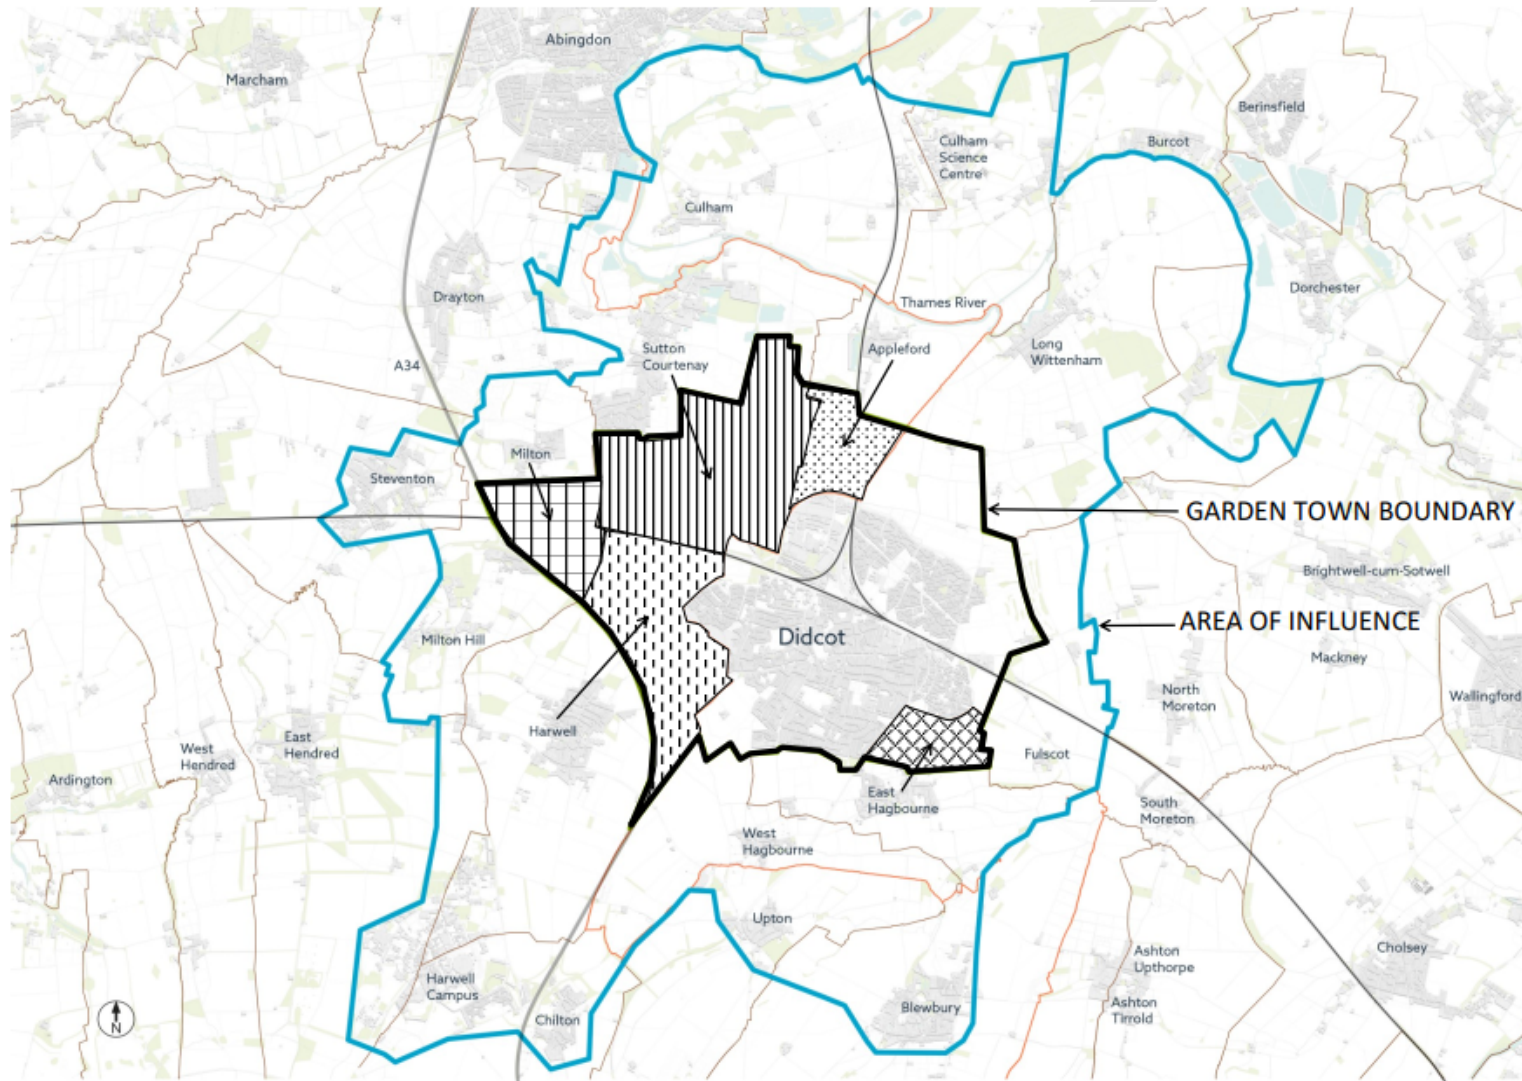 Abingdon
Marcham
Berinsfield
Culham
Science
Centre
Burcot
Culham
Drayton
Dorchester
Thames River
Sutton
Courtenay
Appleford
Long
Wittenham
A34
Milton
Steventon
GARDEN TOWN BOUNDARY
Brightwell-cum-Sotwell
AREA OF INFLUENCE
Didcot
Milton Hill
Mackney
North
Moreton
Wallingford
Harwell
East
Hendred
West
Hendred
Fulscot
Ardington
East
Hagbourne
South
Moreton
West
Hagbourne
Upton
Cholsey
Ashton
Upthorpe
Harwell
Campus
Blewbury
Ashton
Tirrold
Chilton
N